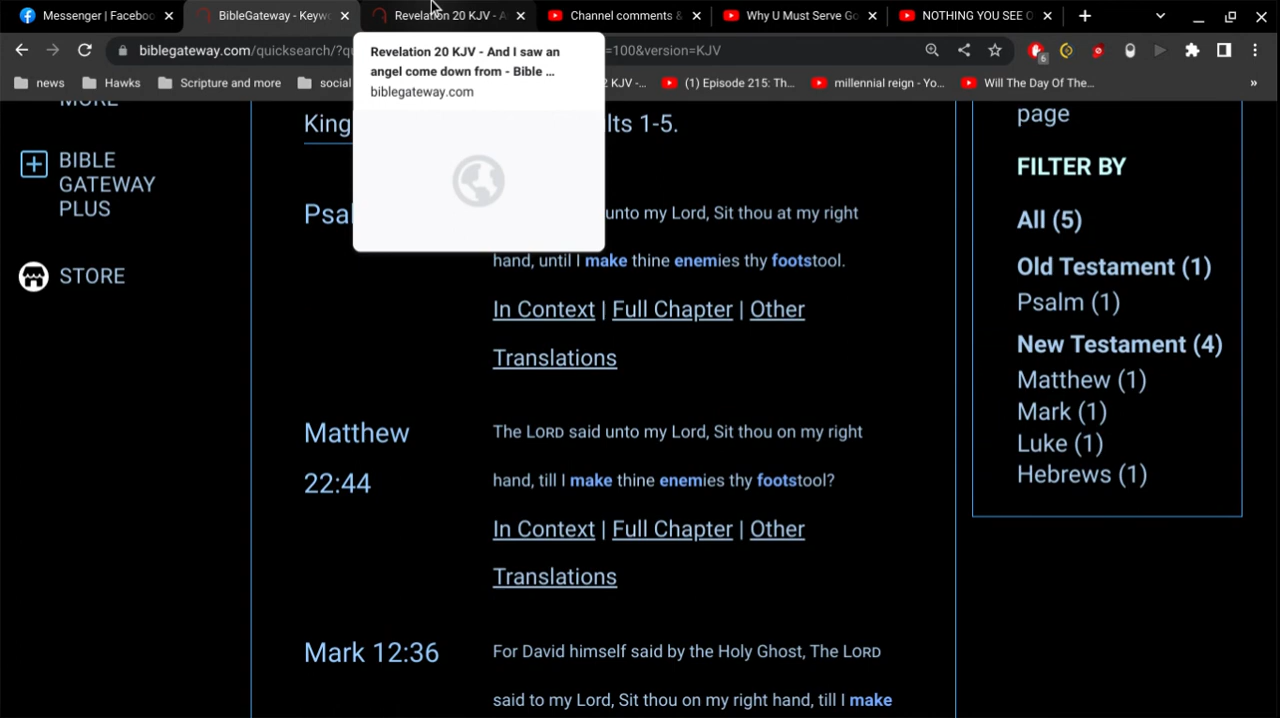 Messenger | Faceboo
BibleGateway - Keywo
Revelation 20 KJV - A
Channel comments &
Why U Must Serve Go
NOTHING YOU SEE O
biblegateway.com/quicksearch/?q
=100&version=KJV
6
news
Hawks
Scripture and more
social
2 KJV -...
(1) Episode 215: Th...
millennial reign - Yo...
Will The Day Of The...
»
Revelation 20 KJV - And I saw an
angel come down from - Bible ...
biblegateway.com
MORE
BIBLE
GATEWAY
PLUS
STORE
King
lts 1-5.
Psal
unto my Lord, Sit thou at my right
hand, until I make thine enemies thy footstool.
In Context | Full Chapter | Other
Translations
Matthew
22:44
The LORD said unto my Lord, Sit thou on my right
hand, till I make thine enemies thy footstool?
In Context | Full Chapter | Other
Translations
Mark 12:36
For David himself said by the Holy Ghost, The LORD
said to my Lord, Sit thou on my right hand, till I make
page
FILTER BY
All (5)
Old Testament (1)
Psalm (1)
New Testament (4)
Matthew (1)
Mark (1)
Luke (1)
Hebrews (1)